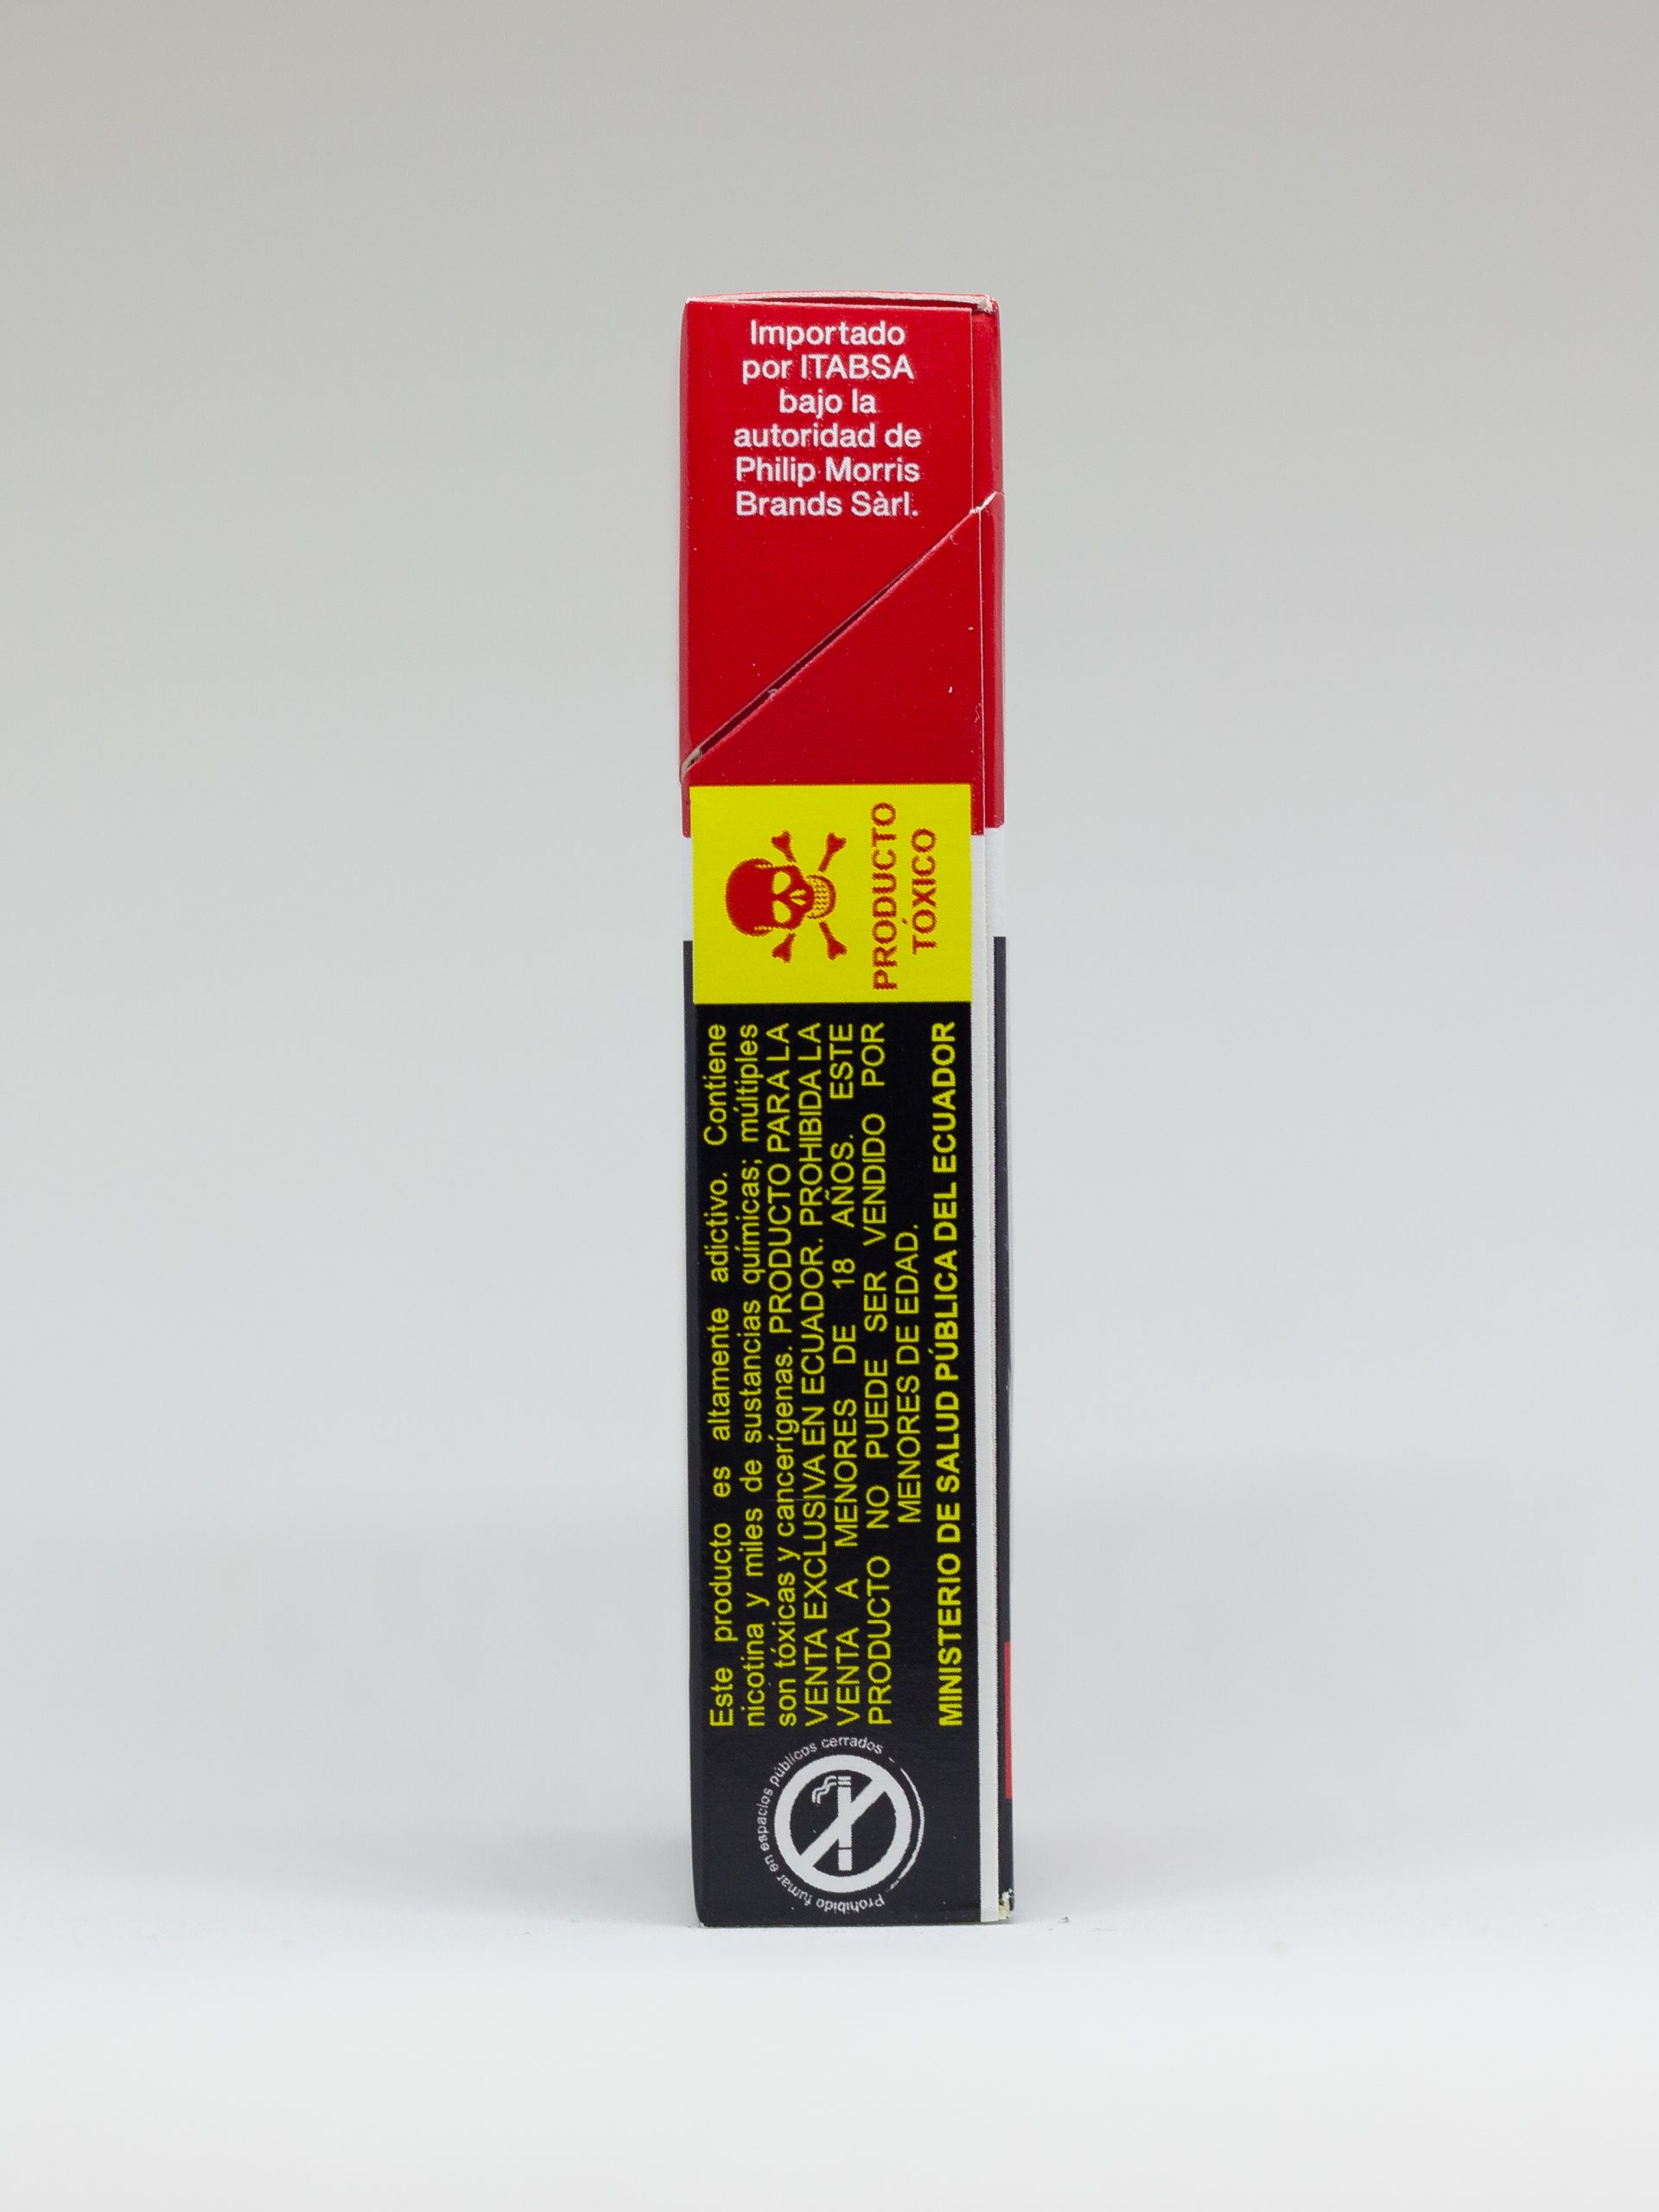 Importado
por ITABSA
bajo la
autoridad de
Philip Morris
Brands Sàrl.
PRODUCTO
TÓXICO
Este producto es altamente adictivo. Contiene
nicotina y miles de sustancias químicas; múltiples
son tóxicas y cancerígenas. PRODUCTO PARA LA
VENTA EXCLUSIVA EN ECUADOR. PROHIBIDA LA
VENTA A MENORES DE 18 AÑOS. ESTE
PRODUCTO NO PUEDE SER VENDIDO POR
MENORES DE EDAD.
MINISTERIO DE SALUD PÚBLICA DEL ECUADOR
Prohibido fumar en espacios públicos cerrados